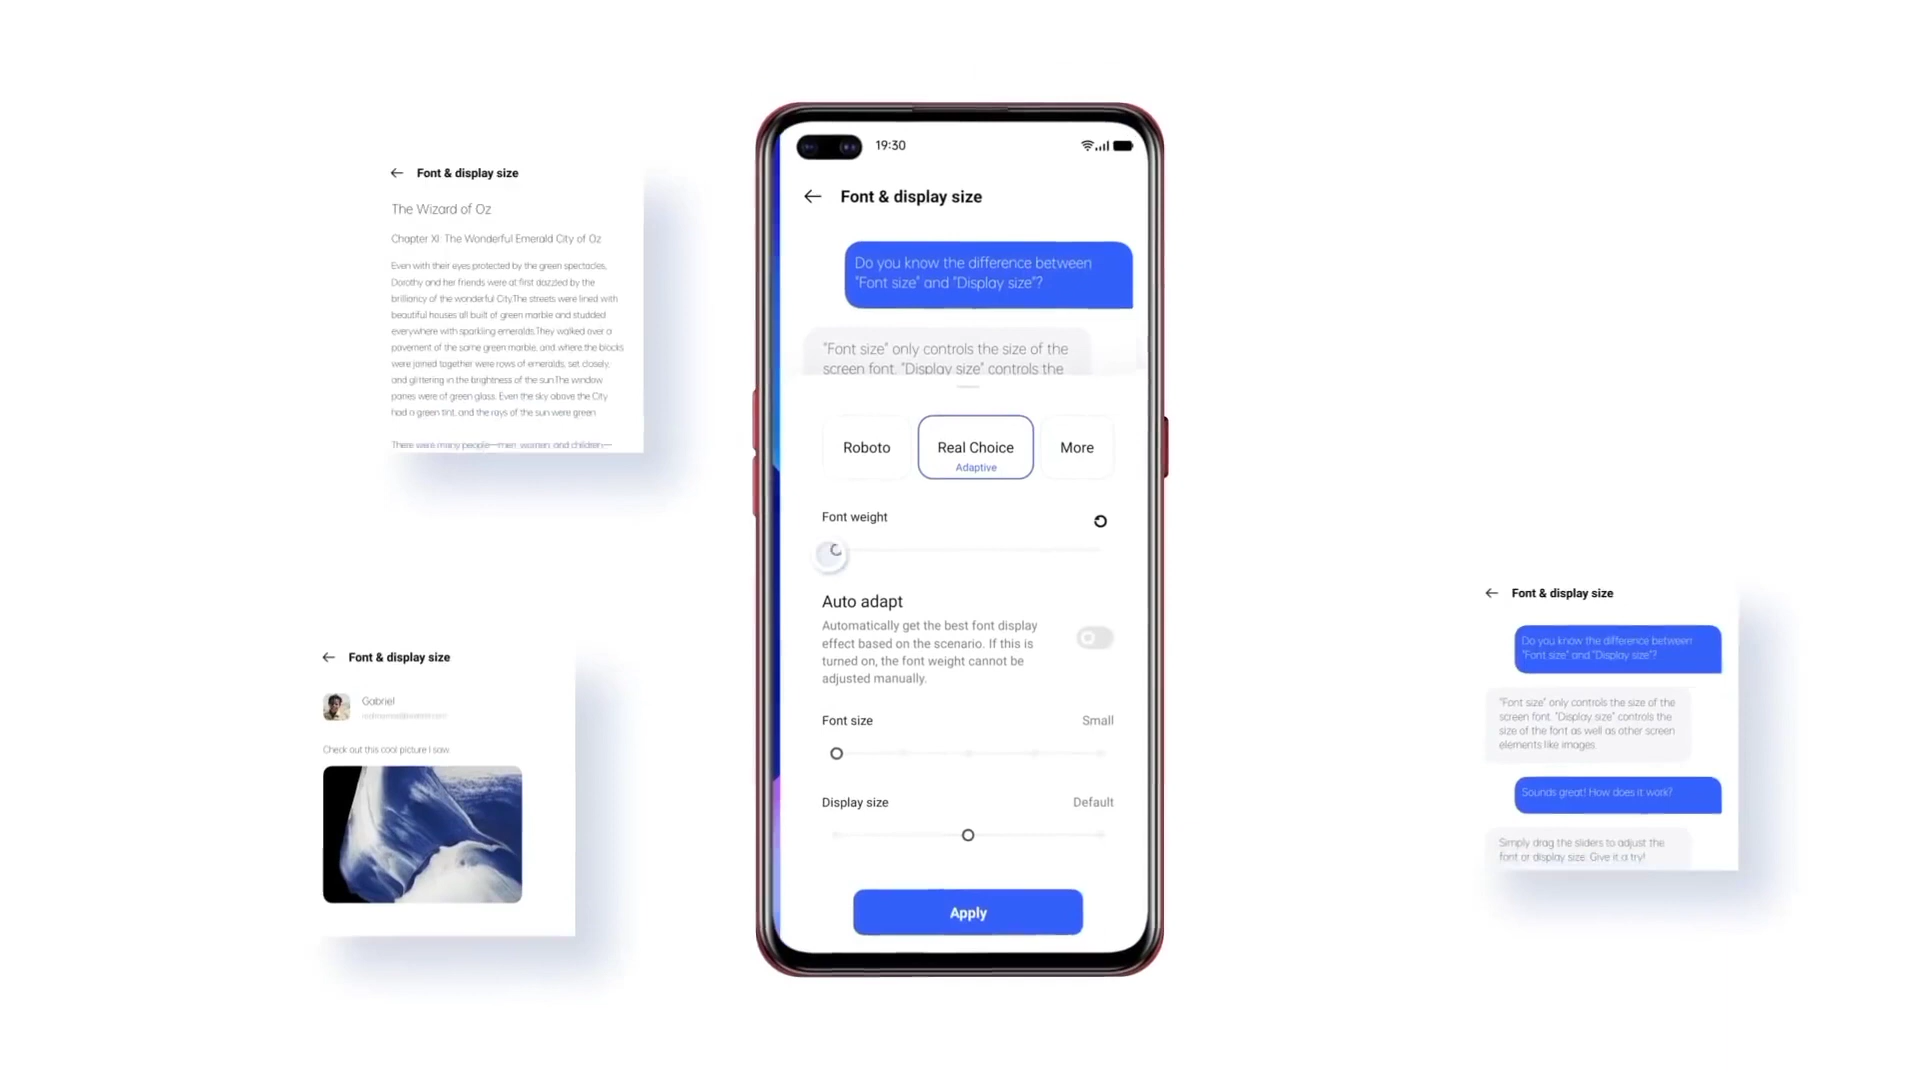 Font & display size
The Wizard of Oz
Chapter XI: The Wonderful Emerald City of Oz
Even with their eyes protected by the green spectacles,
Dorothy and her friends were at first dazzled by the
brilliancy of the wonderful City.The streets were lined with
beautiful houses all built of green marble and studded
everywhere with sparkling emeralds.They walked over a
pavement of the same green marble, and where the blocks
were joined together were rows of emeralds, set closely,
and glittering in the brightness of the sun.The window
panes were of green glass. Even the sky above the City
had a green tint, and the rays of the sun were green
There were many people—men, women, and children—
Font & display size
Gabriel
Check out this cool picture I saw.
19:30
Font & display size
Do you know the difference between
"Font size" and "Display size"?
"Font size" only controls the size of the
screen font. "Display size" controls the
Roboto
Real Choice
Adaptive
More
Font weight
Auto adapt
Automatically get the best font display
effect based on the scenario. If this is
turned on, the font weight cannot be
adjusted manually.
Font size Small
Display size Default
Apply
Font & display size
Do you know the difference between
"Font size" and "Display size"?
"Font size" only controls the size of the
screen font. "Display size" controls the
size of the font as well as other screen
elements like images.
Sounds great! How does it work?
Simply drag the sliders to adjust the
font or display size. Give it a try!